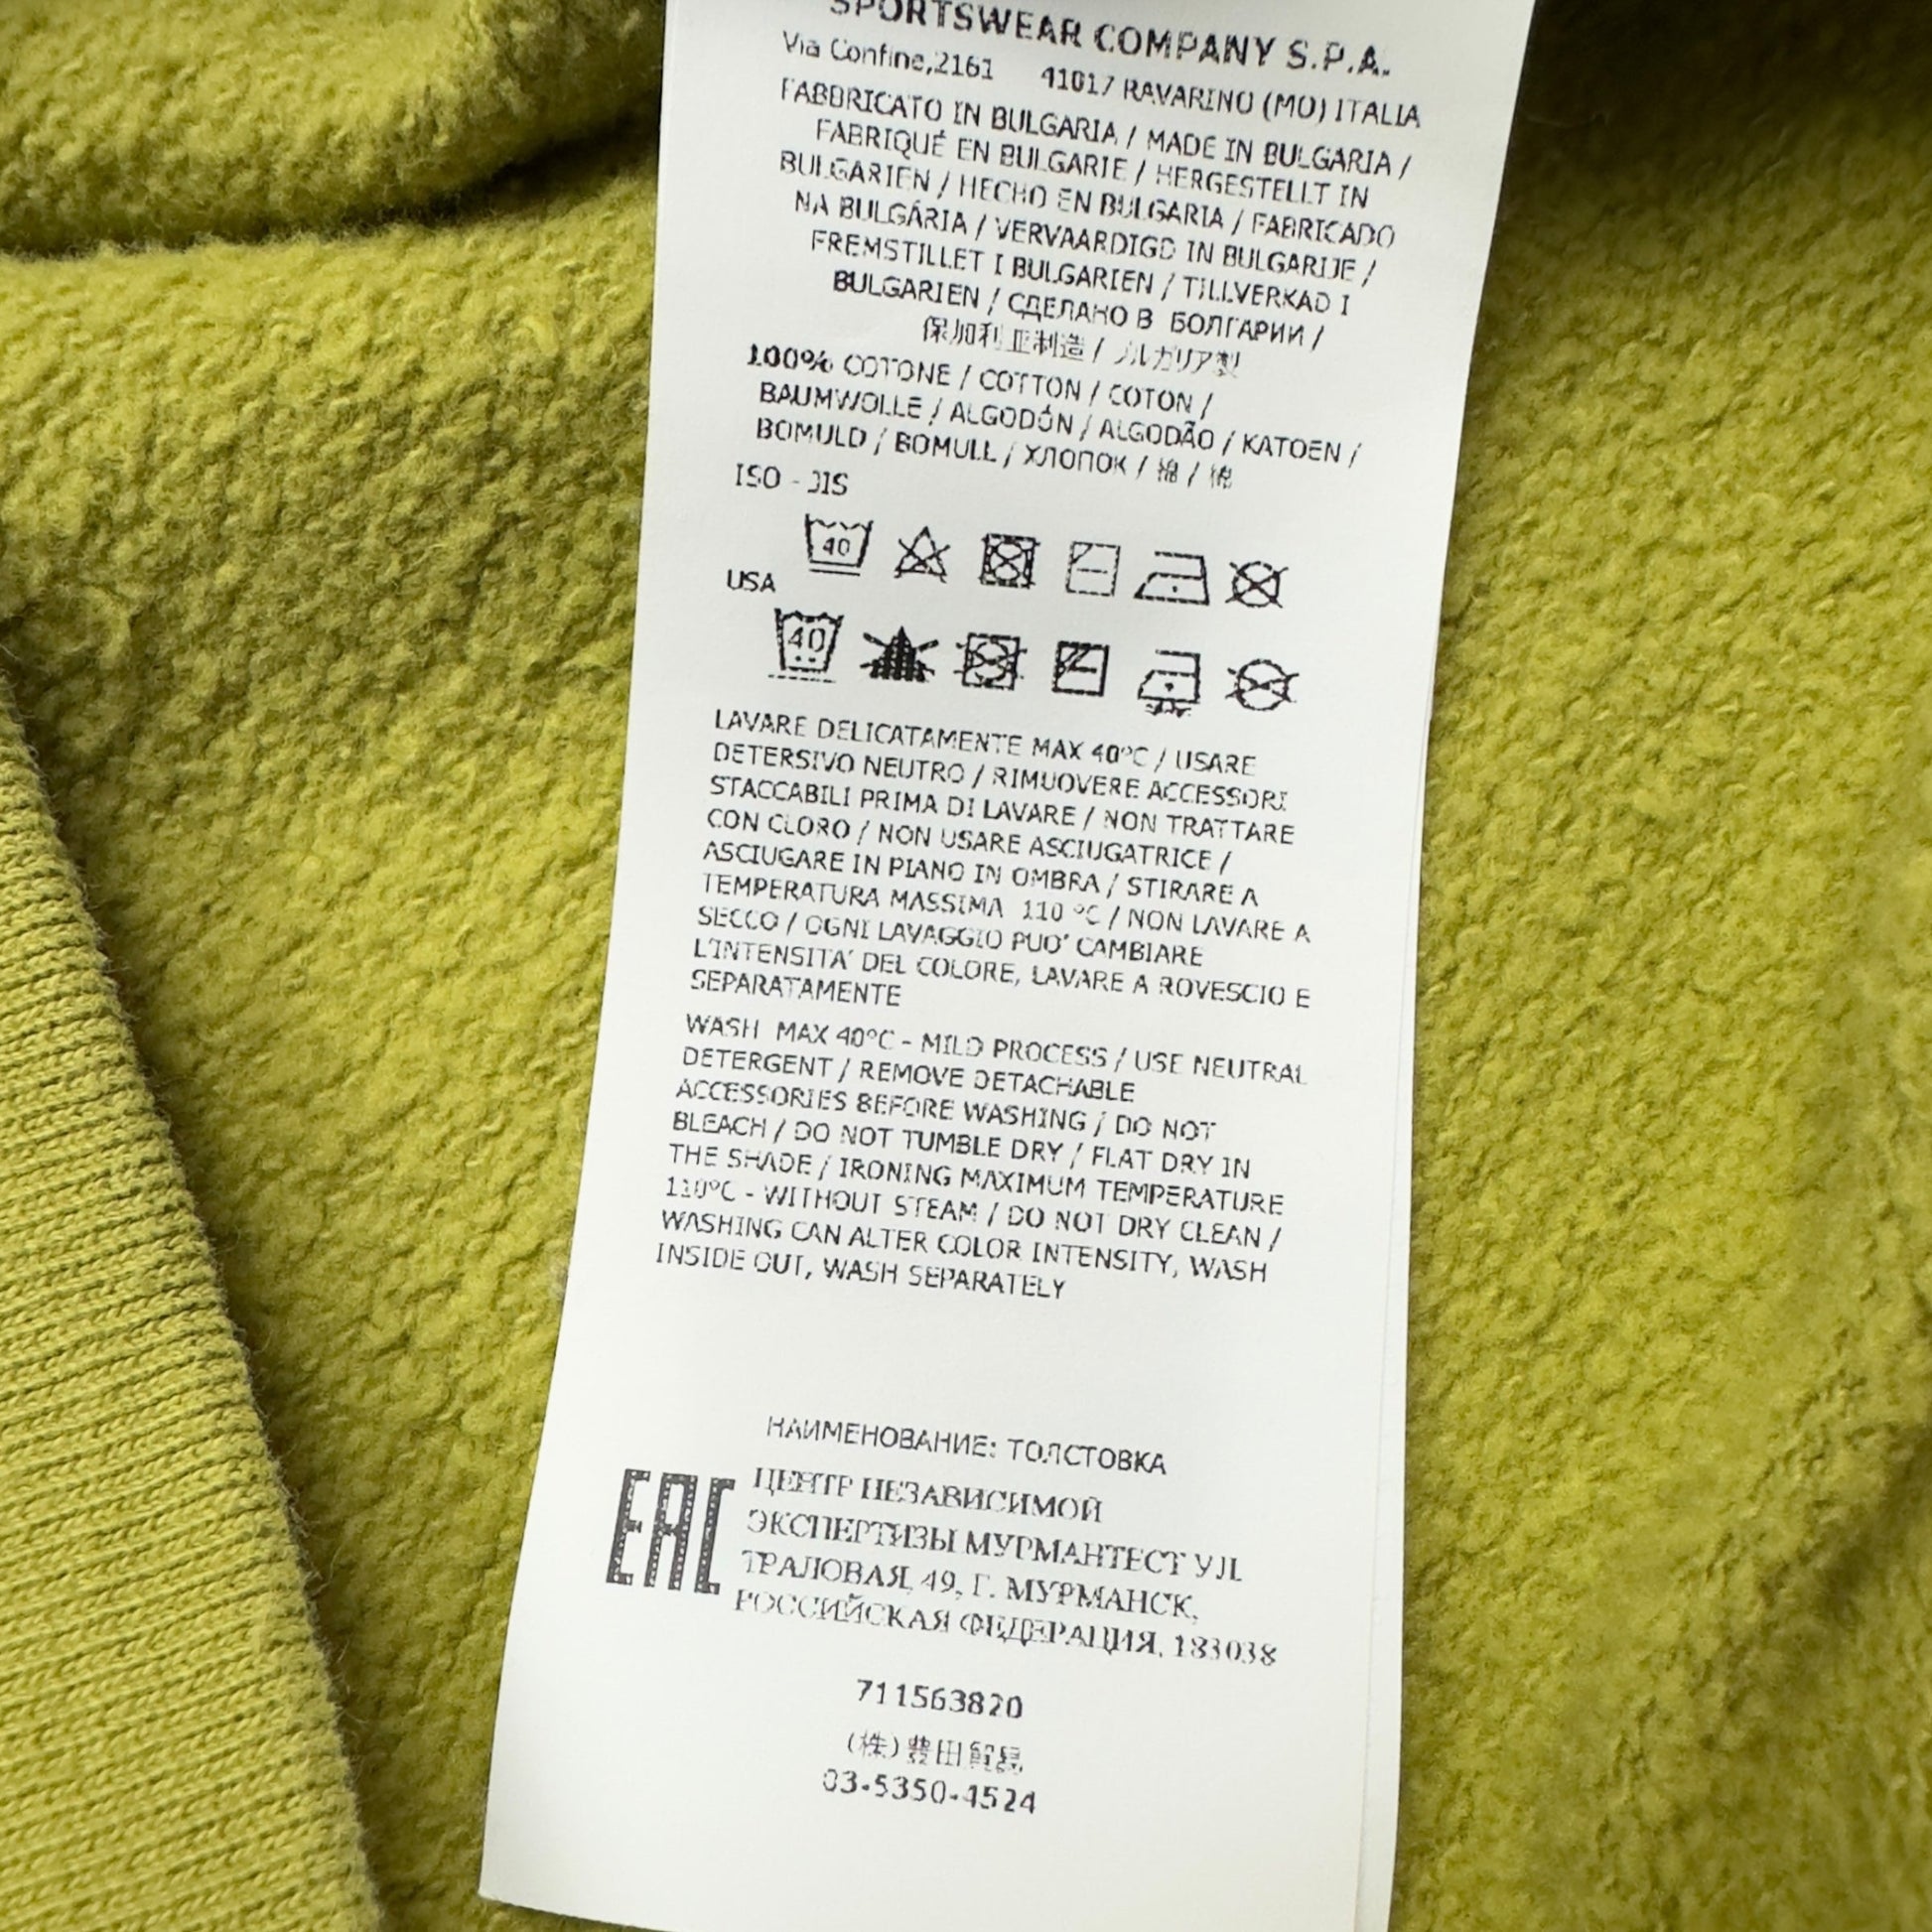 SPORTSWEAR COMPANY S.P.A.
Via Confine,2161 41017 RAVARINO (MO) ITALIA
FABBRICATO IN BULGARIA / MADE IN BULGARIA /
FABRIQUÉ EN BULGARIE / HERGESTELLT IN
BULGARIEN / HECHO EN BULGARIA / FABRICADO
NA BULGÁRIA / VERVAARDIGD IN BULGARIJE /
FREMSTILLET I BULGARIEN / TILLVERKAD I
BULGARIEN / СДЕЛАНО В БОЛГАРИИ /
保加利亚制造 / ブルガリア製
100% COTONE / COTTON / COTON /
BAUMWOLLE / ALGODÓN / ALGODÃO / KATOEN /
BOMULD / BOMULL / ХЛОПОК / 棉 / 綿
ISO - JIS
40
USA
40
LAVARE DELICATAMENTE MAX 40°C / USARE
DETERSIVO NEUTRO / RIMUOVERE ACCESSORI
STACCABILI PRIMA DI LAVARE / NON TRATTARE
CON CLORO / NON USARE ASCIUGATRICE /
ASCIUGARE IN PIANO IN OMBRA / STIRARE A
TEMPERATURA MASSIMA 110 °C / NON LAVARE A
SECCO / OGNI LAVAGGIO PUO' CAMBIARE
L'INTENSITA' DEL COLORE, LAVARE A ROVESCIO E
SEPARATAMENTE
WASH MAX 40°C - MILD PROCESS / USE NEUTRAL
DETERGENT / REMOVE DETACHABLE
ACCESSORIES BEFORE WASHING / DO NOT
BLEACH / DO NOT TUMBLE DRY / FLAT DRY IN
THE SHADE / IRONING MAXIMUM TEMPERATURE
110°C - WITHOUT STEAM / DO NOT DRY CLEAN /
WASHING CAN ALTER COLOR INTENSITY, WASH
INSIDE OUT, WASH SEPARATELY
НАИМЕНОВАНИЕ: ТОЛСТОВКА
EAC
ЦЕНТР НЕЗАВИСИМОЙ
ЭКСПЕРТИЗЫ МУРМАНТЕСТ УЛ.
ТРАЛОВАЯ, 49, Г. МУРМАНСК,
РОССИЙСКАЯ ФЕДЕРАЦИЯ, 183038
711563820
(株)豊田貿易
03-5350-4524